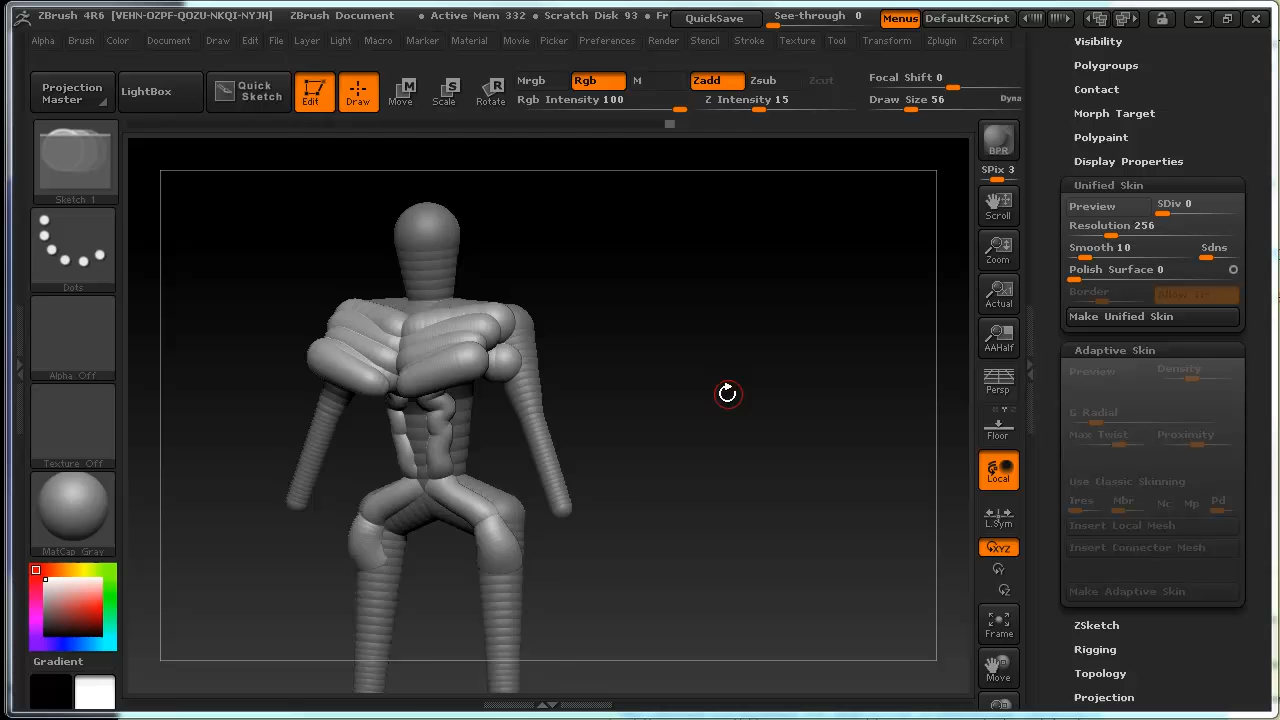 ZBrush 4R6 [VEHN-OZPF-QOZU-NKQI-NYJH] ZBrush Document • Active Mem 332 • Scratch Disk 93 • Fr QuickSave See-through 0 Menus DefaultZScript
Alpha Brush Color Document Draw Edit File Layer Light Macro Marker Material Movie Picker Preferences Render Stencil Stroke Texture Tool Transform Zplugin Zscript
Projection Master
LightBox
Quick Sketch
Edit
Draw
Move
Scale
Rotate
Mrgb Rgb M Zadd Zsub Zcut
Rgb Intensity 100 Z Intensity 15
Focal Shift 0
Draw Size 56 Dyna
Sketch 1
Dots
Alpha Off
Texture Off
MatCap Gray
Gradient
BPR
SPix 3
Scroll
Zoom
Actual
AAHalf
Persp
Floor
Local
L.Sym
XYZ
Y
Z
Frame
Move
Visibility
Polygroups
Contact
Morph Target
Polypaint
Display Properties
Unified Skin
Preview SDiv 0
Resolution 256
Smooth 10 Sdns
Polish Surface 0
Border
Make Unified Skin
Adaptive Skin
Preview Density
G Radial
Max Twist Proximity
Use Classic Skinning
Ires Mbr Mc Mp Pd
Insert Local Mesh
Insert Connector Mesh
Make Adaptive Skin
ZSketch
Rigging
Topology
Projection